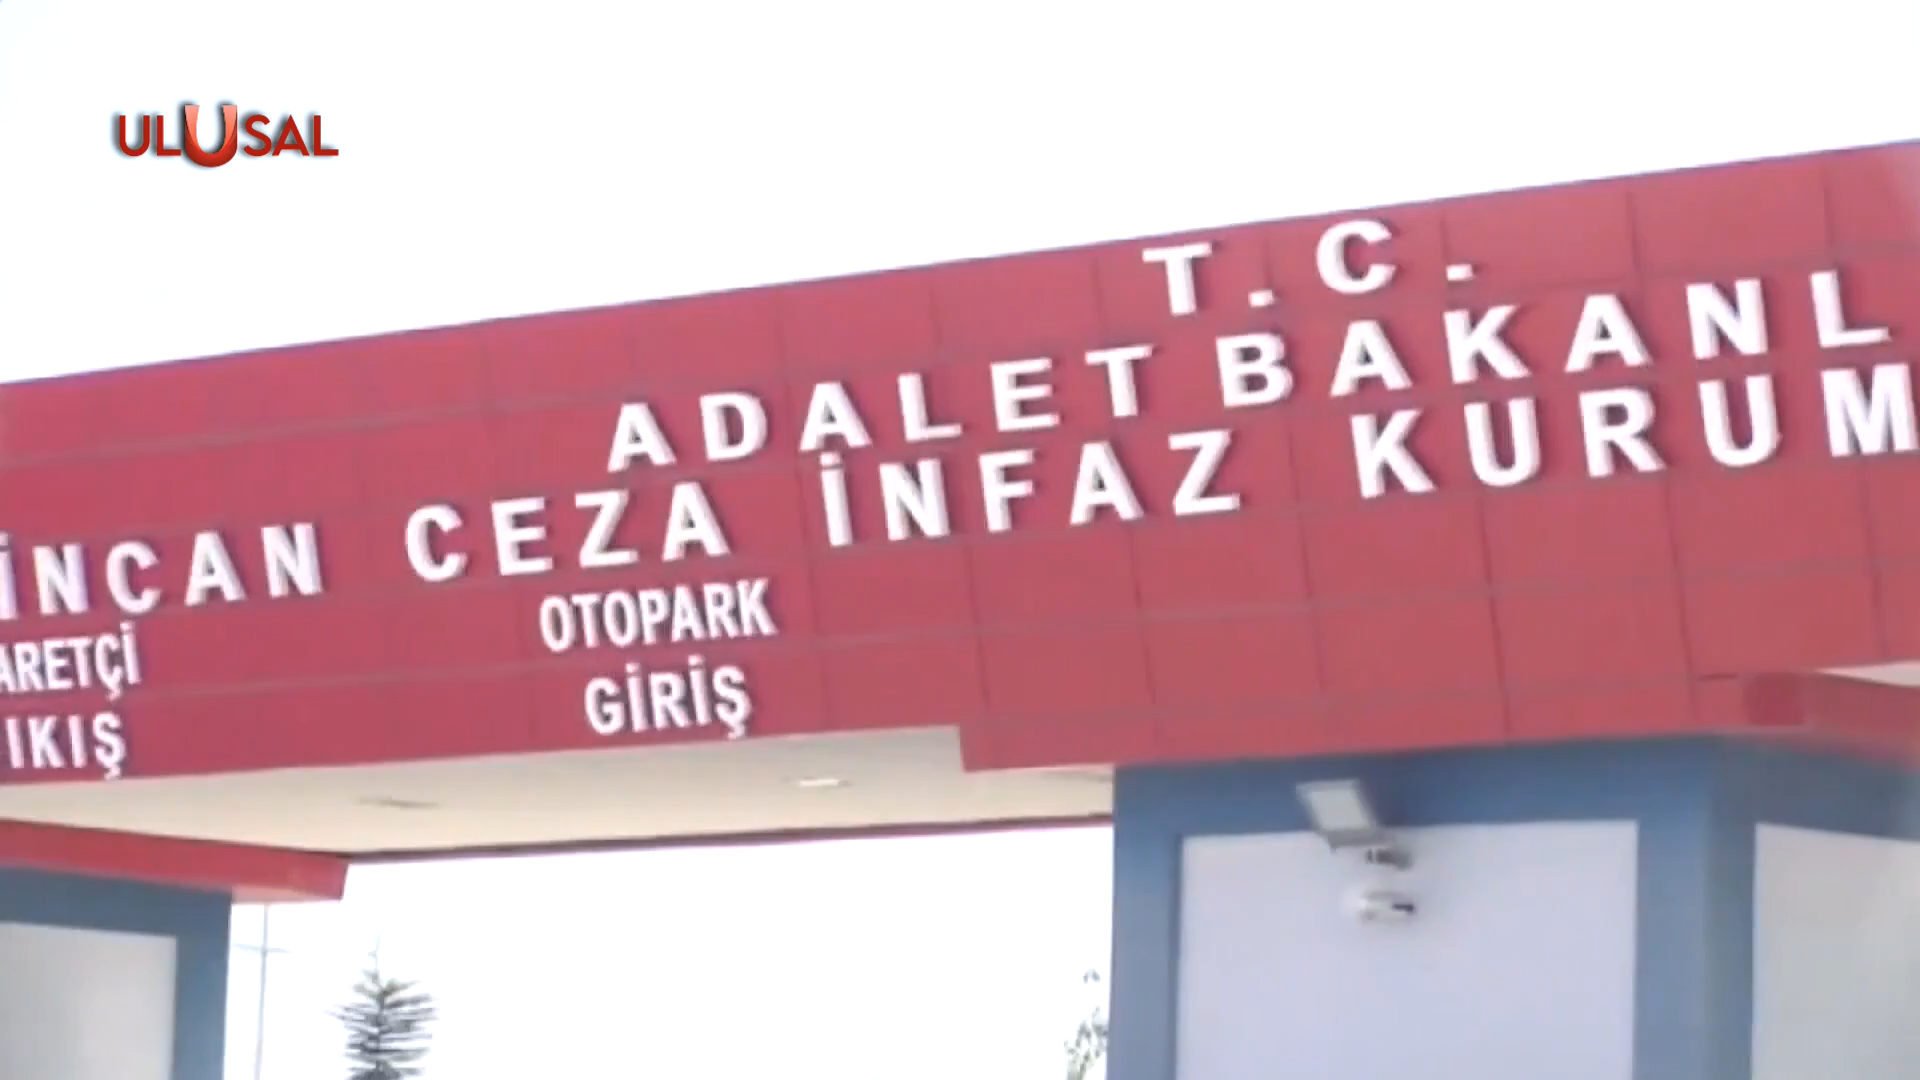 ULUSAL
T.C.
ADALET BAKANL
İNCAN CEZA İNFAZ KURUM
ARETÇİ
IKIŞ
OTOPARK
GİRİŞ